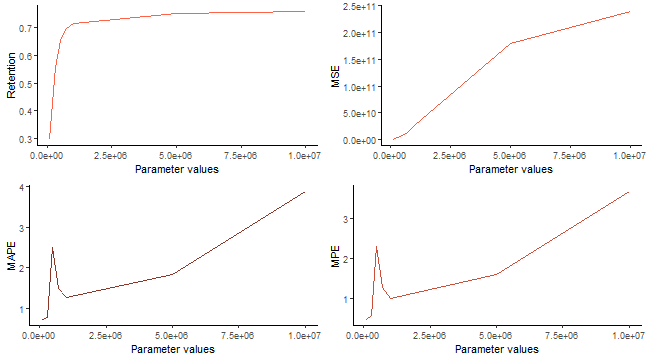 Retention
0.7
0.6
0.5
0.4
0.3
0.0e+00 2.5e+06 5.0e+06 7.5e+06 1.0e+07
Parameter values
MSE
2.5e+11
2.0e+11
1.5e+11
1.0e+11
5.0e+10
0.0e+00
0.0e+00 2.5e+06 5.0e+06 7.5e+06 1.0e+07
Parameter values
MAPE
4
3
2
1
0.0e+00 2.5e+06 5.0e+06 7.5e+06 1.0e+07
Parameter values
MPE
3
2
1
0.0e+00 2.5e+06 5.0e+06 7.5e+06 1.0e+07
Parameter values